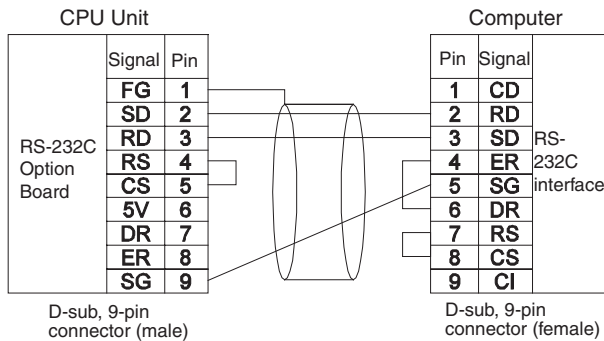 CPU Unit
Computer
Signal Pin
FG 1
SD 2
RD 3
RS 4
CS 5
5V 6
DR 7
ER 8
SG 9
RS-232C
Option
Board
D-sub, 9-pin
connector (male)
Pin Signal
1 CD
2 RD
3 SD
4 ER
5 SG
6 DR
7 RS
8 CS
9 CI
RS-
232C
interface
D-sub, 9-pin
connector (female)